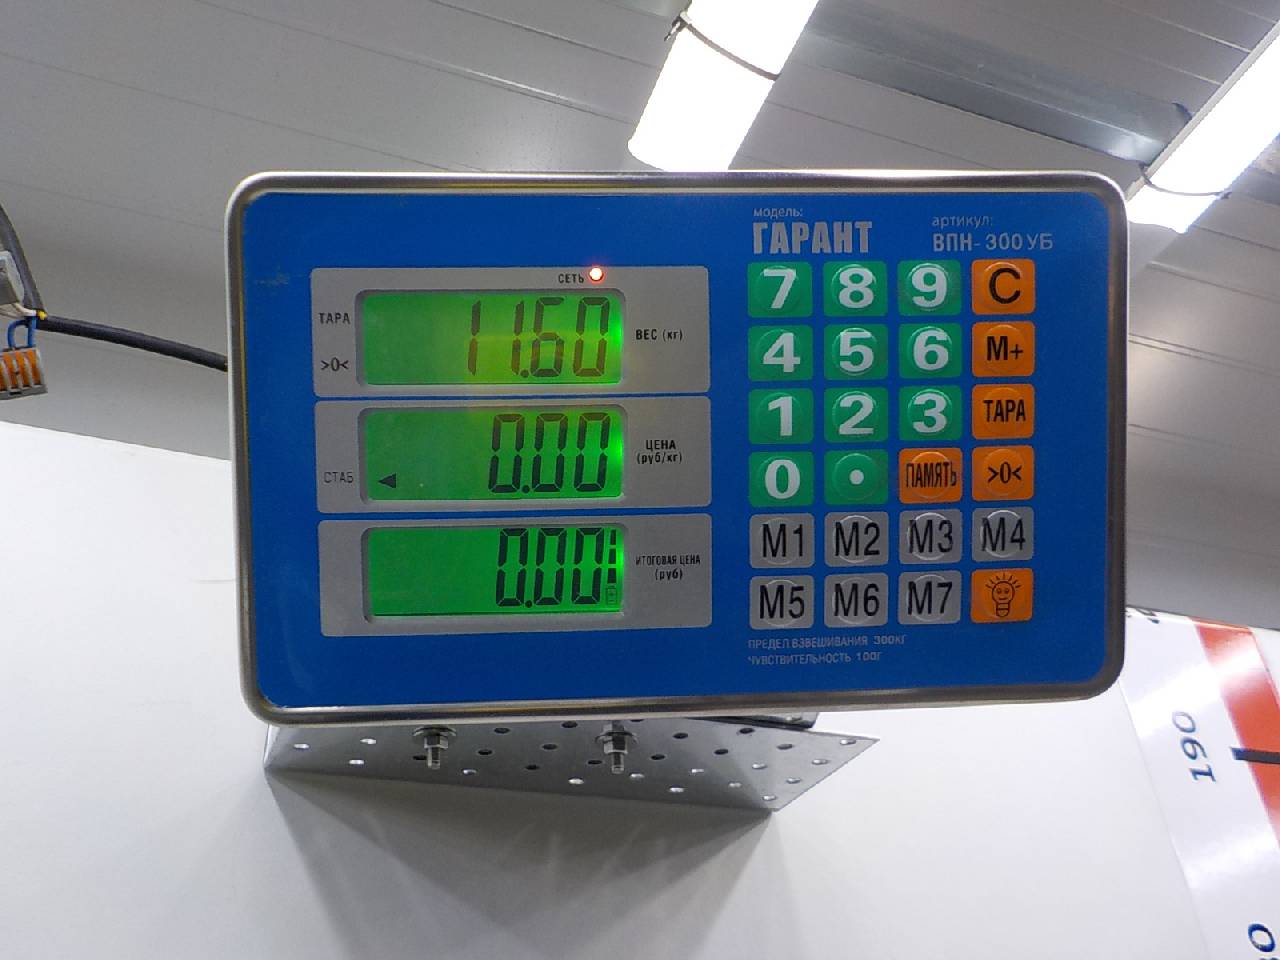 модель:
ГАРАНТ
артикул:
ВПН-300 УБ
СЕТЬ
ТАРА
>0<
11.60
ВЕС (кг)
СТАБ
0.00
ЦЕНА
(руб/кг)
0.00
ИТОГОВАЯ ЦЕНА
(руб)
7 8 9 C
4 5 6 M+
1 2 3 ТАРА
0 . ПАМЯТЬ >0<
M1 M2 M3 M4
M5 M6 M7
ПРЕДЕЛ ВЗВЕШИВАНИЯ 300КГ
ЧУВСТВИТЕЛЬНОСТЬ 100Г
190